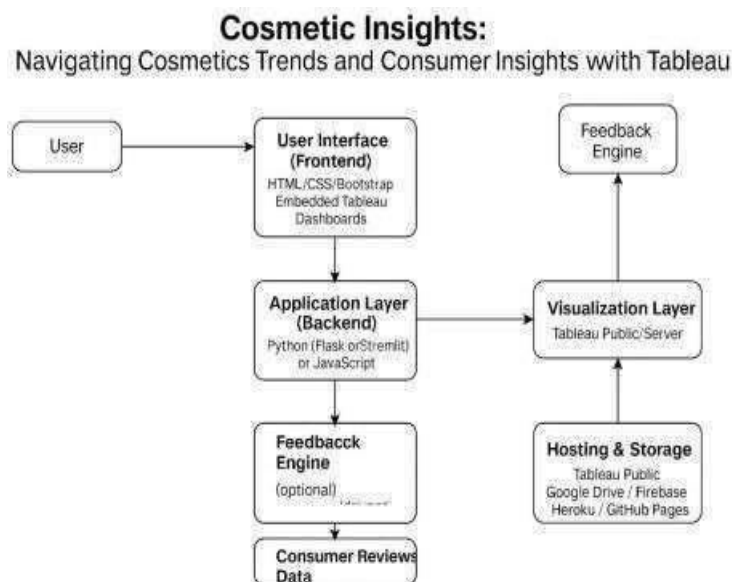 Cosmetic Insights:
Navigating Cosmetics Trends and Consumer Insights wwith Tableau
User
User Interface
(Frontend)
HTML/CSS/Bootstrap
Embedded Tableau
Dashboards
Feedback
Engine
Application Layer
(Backend)
Python (Flask orStremlit)
or JavaScript
Visualization Layer
Tableau Public/Server
Feedbacck
Engine
(optional)
Hosting & Storage
Tableau Public
Google Drive / Firebase
Heroku / GitHub Pages
Consumer Reviews
Data